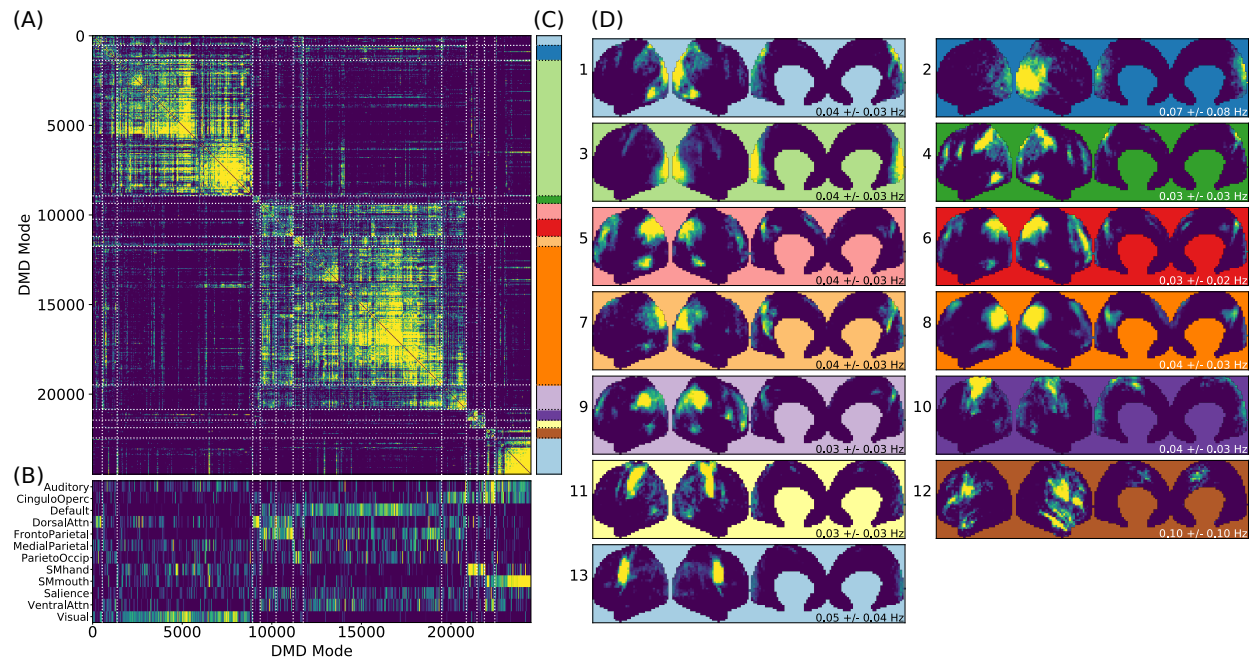 (A)
(C)
(D)
0
5000
10000
15000
20000
DMD Mode
(B)
Auditory
CinguloOperc
Default
DorsalAttn
FrontoParietal
MedialParietal
ParietoOccip
SMhand
SMmouth
Salience
VentralAttn
Visual
0
5000
10000
15000
20000
DMD Mode
1
0.04 +/- 0.03 Hz
2
0.07 +/- 0.08 Hz
3
0.04 +/- 0.03 Hz
4
0.03 +/- 0.03 Hz
5
0.04 +/- 0.03 Hz
6
0.03 +/- 0.02 Hz
7
0.04 +/- 0.03 Hz
8
0.04 +/- 0.03 Hz
9
0.03 +/- 0.03 Hz
10
0.04 +/- 0.03 Hz
11
0.03 +/- 0.03 Hz
12
0.10 +/- 0.10 Hz
13
0.05 +/- 0.04 Hz